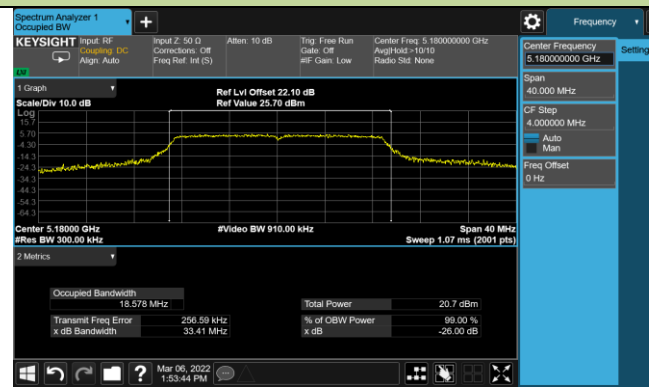 Spectrum Analyzer 1
Occupied BW
Frequency
KEYSIGHT
Input: RF
Coupling: DC
Align: Auto
Input Z: 50 Ω
Corrections: Off
Freq Ref: Int (S)
Atten: 10 dB
Trig: Free Run
Gate: Off
#IF Gain: Low
Center Freq: 5.180000000 GHz
Avg|Hold:>10/10
Radio Std: None
LXI
1 Graph
Scale/Div 10.0 dB
Ref Lvl Offset 22.10 dB
Ref Value 25.70 dBm
Log
15.7
5.70
-4.30
-14.3
-24.3
-34.3
-44.3
-54.3
-64.3
Center 5.18000 GHz
#Video BW 910.00 kHz
Span 40 MHz
#Res BW 300.00 kHz
Sweep 1.07 ms (2001 pts)
2 Metrics
Occupied Bandwidth
18.578 MHz
Total Power
20.7 dBm
Transmit Freq Error
256.59 kHz
% of OBW Power
99.00 %
x dB Bandwidth
33.41 MHz
x dB
-26.00 dB
Center Frequency
5.180000000 GHz
Settings
Span
40.000 MHz
CF Step
4.000000 MHz
Auto
Man
Freq Offset
0 Hz
?
Mar 06, 2022
1:53:44 PM